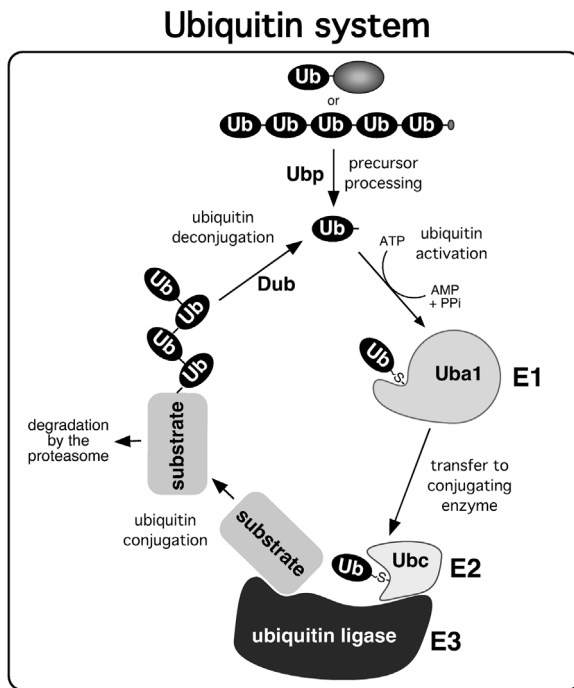 Ubiquitin system
Ub
or
Ub Ub Ub Ub Ub
Ubp
precursor
processing
ubiquitin
deconjugation
Ub
ATP
ubiquitin
activation
Dub
AMP
+ PPi
Ub
Ub
Ub
Ub
Ub
S
Uba1
E1
degradation
by the
proteasome
substrate
transfer to
conjugating
enzyme
ubiquitin
conjugation
substrate
Ub
S
Ubc
E2
ubiquitin ligase
E3